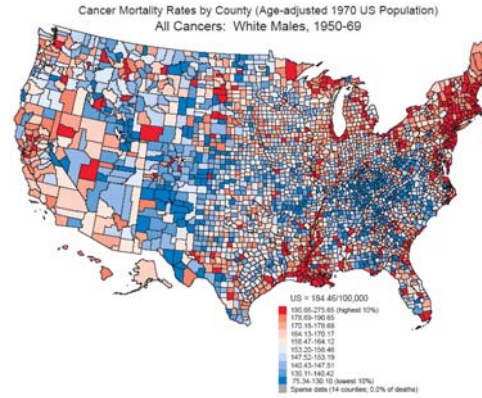 Cancer Mortality Rates by County (Age-adjusted 1970 US Population)
All Cancers: White Males, 1950-69
US = 184.46/100,000
190.66-275.65 (highest 10%)
178.69-190.65
170.18-178.68
164.13-170.17
158.47-164.12
153.20-158.46
147.52-153.19
140.43-147.51
130.11-140.42
75.34-130.10 (lowest 10%)
Sparse data (14 counties; 0.0% of deaths)